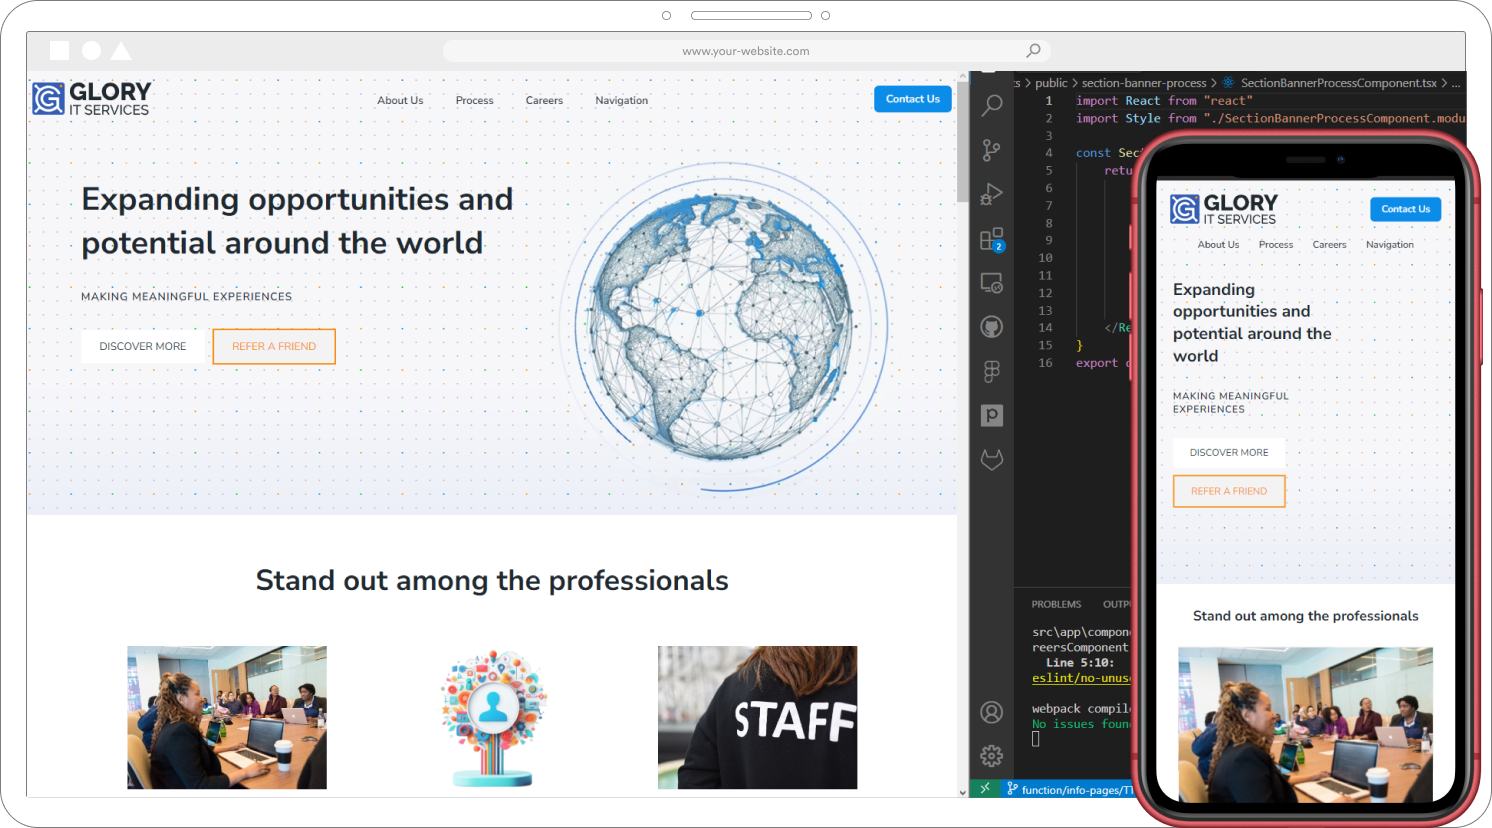 www.your-website.com
GLORY
IT SERVICES
About Us
Process
Careers
Navigation
Contact Us
Expanding opportunities and
potential around the world
MAKING MEANINGFUL EXPERIENCES
DISCOVER MORE
REFER A FRIEND
Stand out among the professionals
STAFF
public > section-banner-process > SectionBannerProcessComponent.tsx > ...
1 import React from "react"
2 import Style from "./SectionBannerProcessComponent.modu
3
4 const Sec
5 retu
6
7
8
9
10
11
12
13
14 </Re
15 }
16 export
2
PROBLEMS
OUTP
src\app\compon
reersComponent
Line 5:10:
eslint/no-unus
webpack compil
No issues foun
function/info-pages/TT
GLORY
IT SERVICES
Contact Us
About Us
Process
Careers
Navigation
Expanding
opportunities and
potential around the
world
MAKING MEANINGFUL
EXPERIENCES
DISCOVER MORE
REFER A FRIEND
Stand out among the professionals